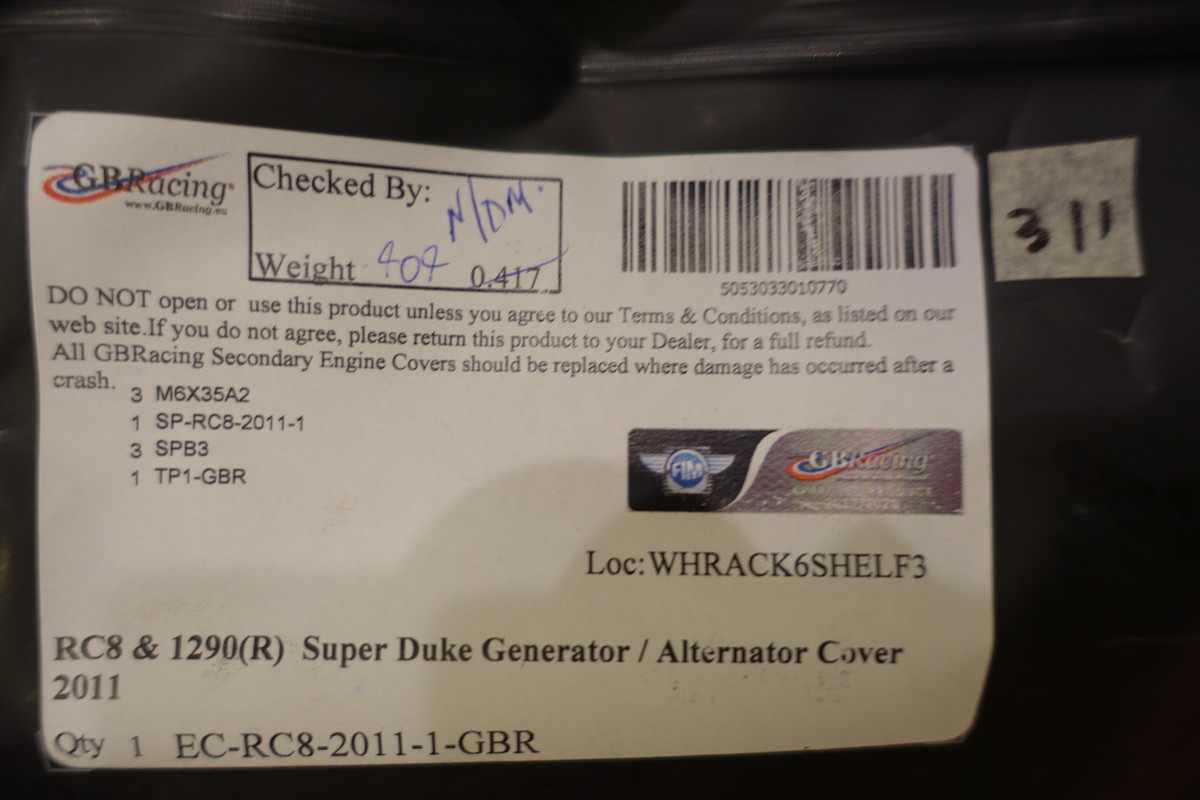 GBRacing
www.GBRacing.eu
Checked By: N/DM.
Weight 0.417
5053033010770
311
DO NOT open or use this product unless you agree to our Terms & Conditions, as listed on our
web site.If you do not agree, please return this product to your Dealer, for a full refund.
All GBRacing Secondary Engine Covers should be replaced where damage has occurred after a
crash.
3 M6X35A2
1 SP-RC8-2011-1
3 SPB3
1 TP1-GBR
FIM
GBRacing
Loc:WHRACK6SHELF3
RC8 & 1290(R) Super Duke Generator / Alternator Cover
2011
Qty 1 EC-RC8-2011-1-GBR